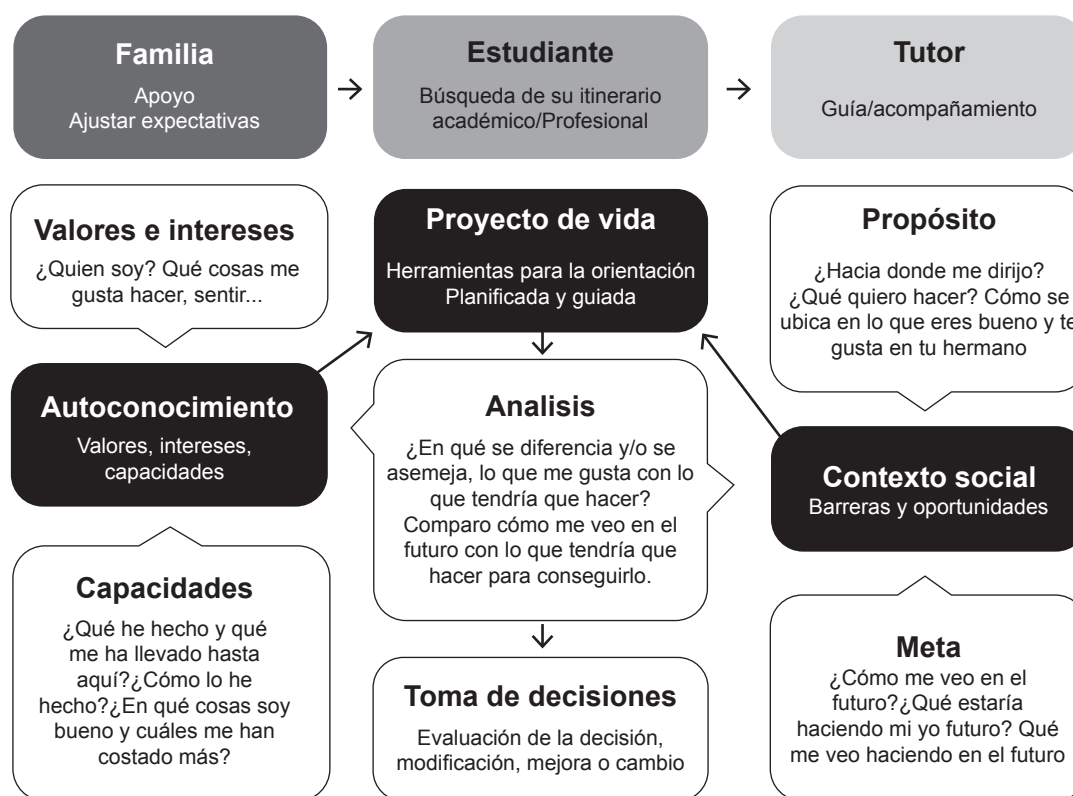 Familia
Apoyo
Ajustar expectativas
Estudiante
Búsqueda de su itinerario
académico/Profesional
Tutor
Guía/acompañamiento
Valores e intereses
¿Quien soy? Qué cosas me
gusta hacer, sentir...
Proyecto de vida
Herramientas para la orientación
Planificada y guiada
Propósito
¿Hacia donde me dirijo?
¿Qué quiero hacer? Cómo se
ubica en lo que eres bueno y te
gusta en tu hermano
Autoconocimiento
Valores, intereses,
capacidades
Analisis
¿En qué se diferencia y/o se
asemeja, lo que me gusta con lo
que tendría que hacer?
Comparo cómo me veo en el
futuro con lo que tendría que
hacer para conseguirlo.
Contexto social
Barreras y oportunidades
Capacidades
¿Qué he hecho y qué
me ha llevado hasta
aquí?¿Cómo lo he
hecho?¿En qué cosas soy
bueno y cuáles me han
costado más?
Toma de decisiones
Evaluación de la decisión,
modificación, mejora o cambio
Meta
¿Cómo me veo en el
futuro?¿Qué estaría
haciendo mi yo futuro? Qué
me veo haciendo en el futuro